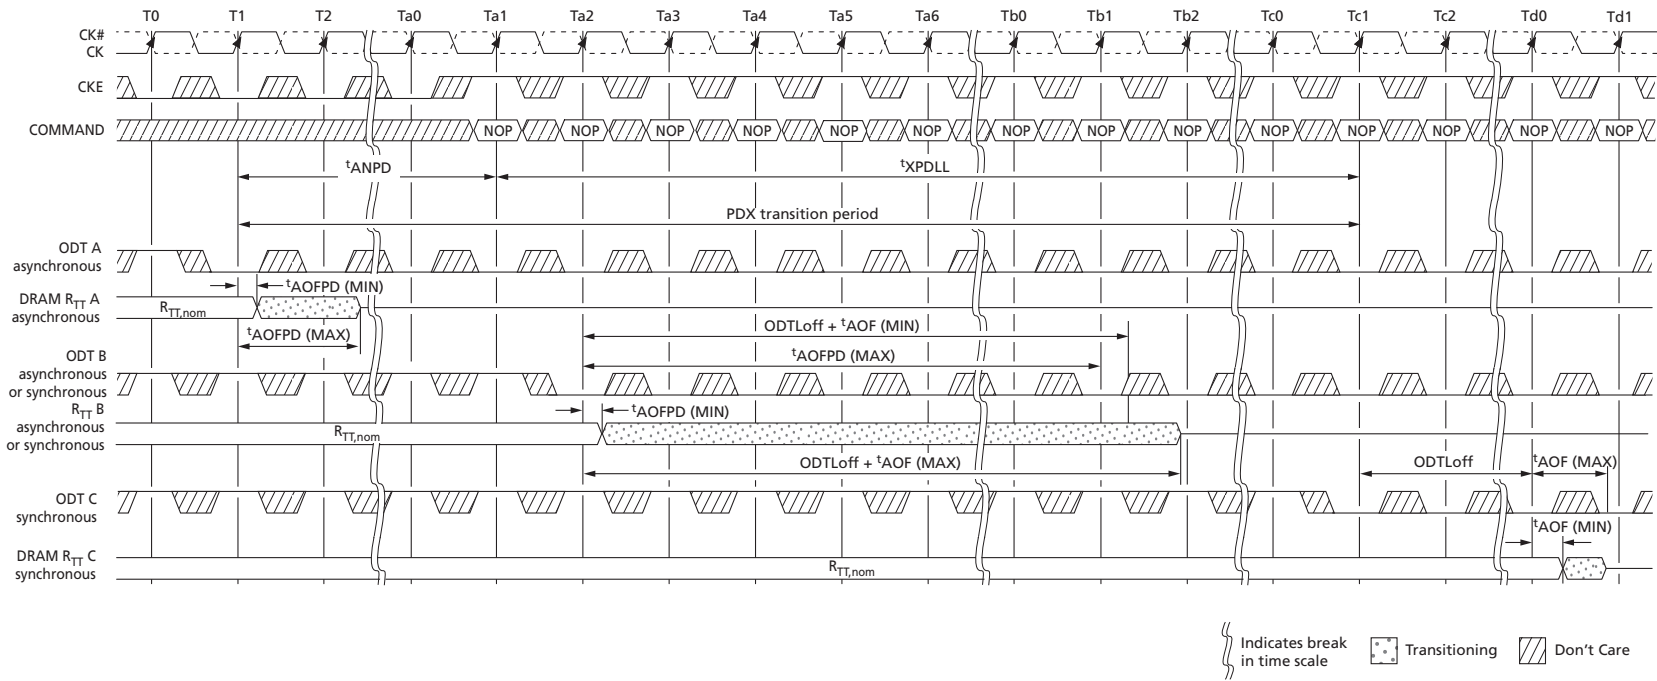 T0 T1 T2 Ta0 Ta1 Ta2 Ta3 Ta4 Ta5 Ta6 Tb0 Tb1 Tb2 Tc0 Tc1 Tc2 Td0 Td1
CK#
CK
CKE
COMMAND NOP NOP NOP NOP NOP NOP NOP NOP NOP NOP NOP NOP NOP NOP
tANPD tXPDLL
PDX transition period
ODT A
asynchronous
tAOFPD (MIN)
DRAM RTT A
asynchronous
RTT,nom
tAOFPD (MAX)
ODTLoff + tAOF (MIN)
tAOFPD (MAX)
ODT B
asynchronous
or synchronous
tAOFPD (MIN)
RTT B
asynchronous
or synchronous
RTT,nom
ODTLoff + tAOF (MAX) ODTLoff tAOF (MAX)
ODT C
synchronous
tAOF (MIN)
DRAM RTT C
synchronous
RTT,nom
Indicates break
in time scale
Transitioning
Don't Care